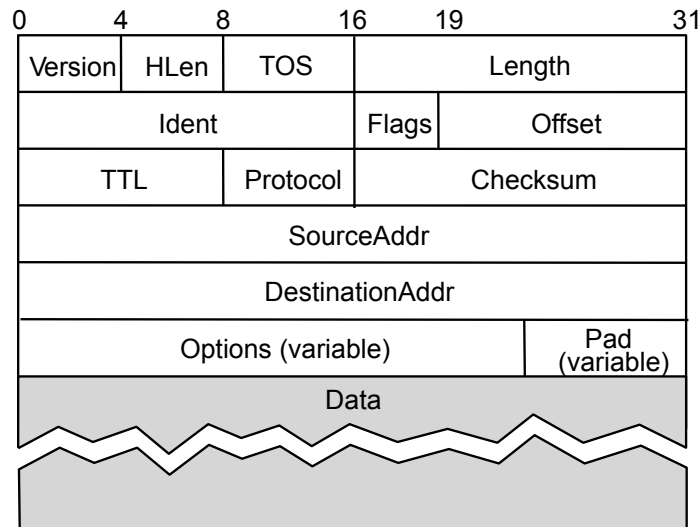 0 4 8 16 19 31
Version HLen TOS Length
Ident Flags Offset
TTL Protocol Checksum
SourceAddr
DestinationAddr
Options (variable) Pad
(variable)
Data